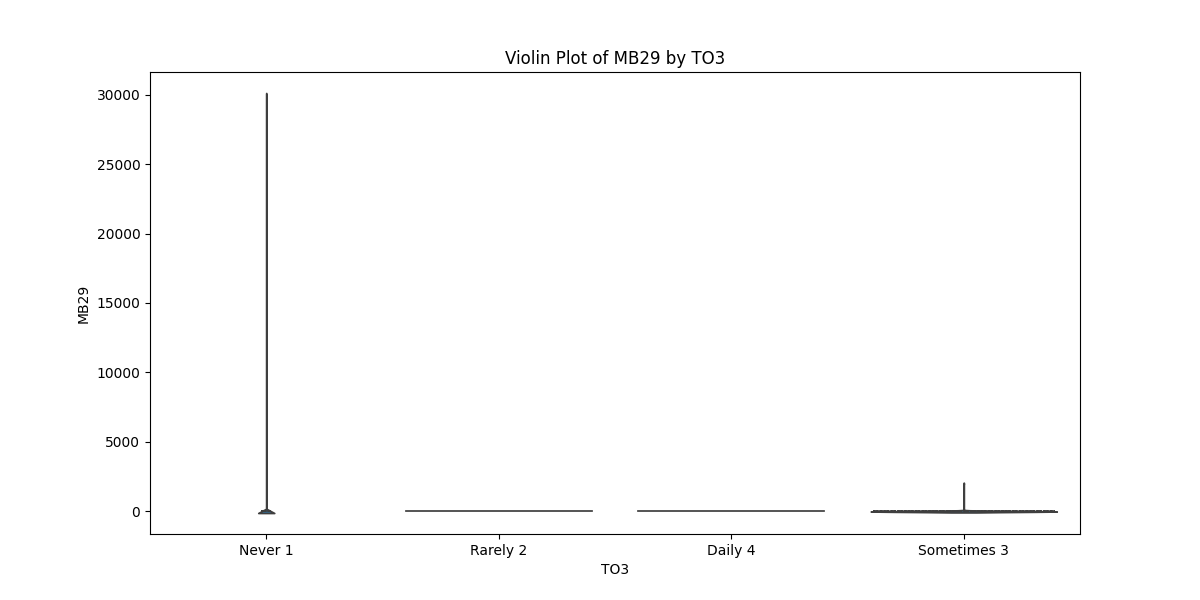 Violin Plot of MB29 by TO3
30000
25000
20000
15000
10000
5000
0
MB29
Never 1
Rarely 2
Daily 4
Sometimes 3
TO3